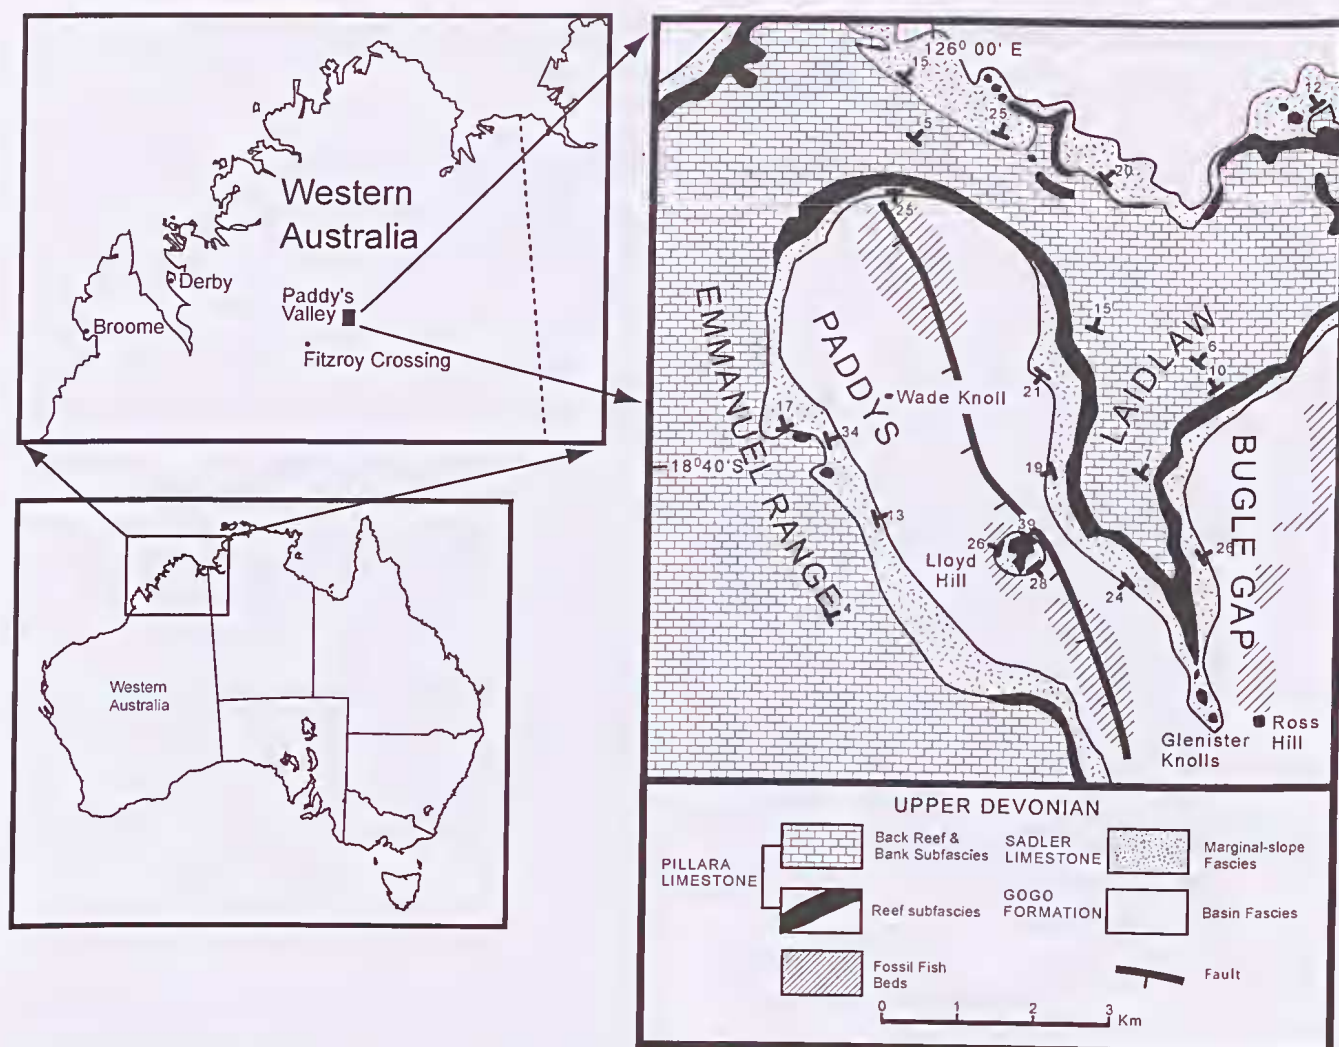 Western
Australia
Derby
Paddy's
Valley
Broome
Fitzroy Crossing
Western
Australia
126° 00' E
15
12
25
5
20
25
EMMANUEL RANGE
PADDYS
15
LAIDLAW
6
10
21
Wade Knoll
17
34
18°40'S
19
7
BUGLE GAP
13
39
26
26
Lloyd
Hill
28
24
4
Ross
Hill
Glenister
Knolls
UPPER DEVONIAN
PILLARA
LIMESTONE
Back Reef &
Bank Subfascies
SADLER
LIMESTONE
Marginal-slope
Fascies
Reef subfascies
GOGO
FORMATION
Basin Fascies
Fossil Fish
Beds
Fault
0 1 2 3
Km